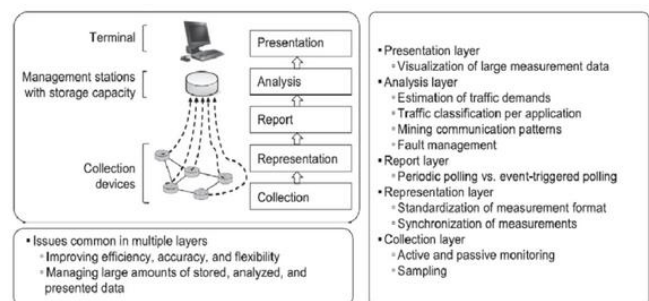 Terminal
Management stations
with storage capacity
Collection
devices
Presentation
Analysis
Report
Representation
Collection
• Issues common in multiple layers
▫ Improving efficiency, accuracy, and flexibility
▫ Managing large amounts of stored, analyzed, and
presented data
• Presentation layer
▫ Visualization of large measurement data
• Analysis layer
▫ Estimation of traffic demands
▫ Traffic classification per application
▫ Mining communication patterns
▫ Fault management
• Report layer
▫ Periodic polling vs. event-triggered polling
• Representation layer
▫ Standardization of measurement format
▫ Synchronization of measurements
• Collection layer
▫ Active and passive monitoring
▫ Sampling